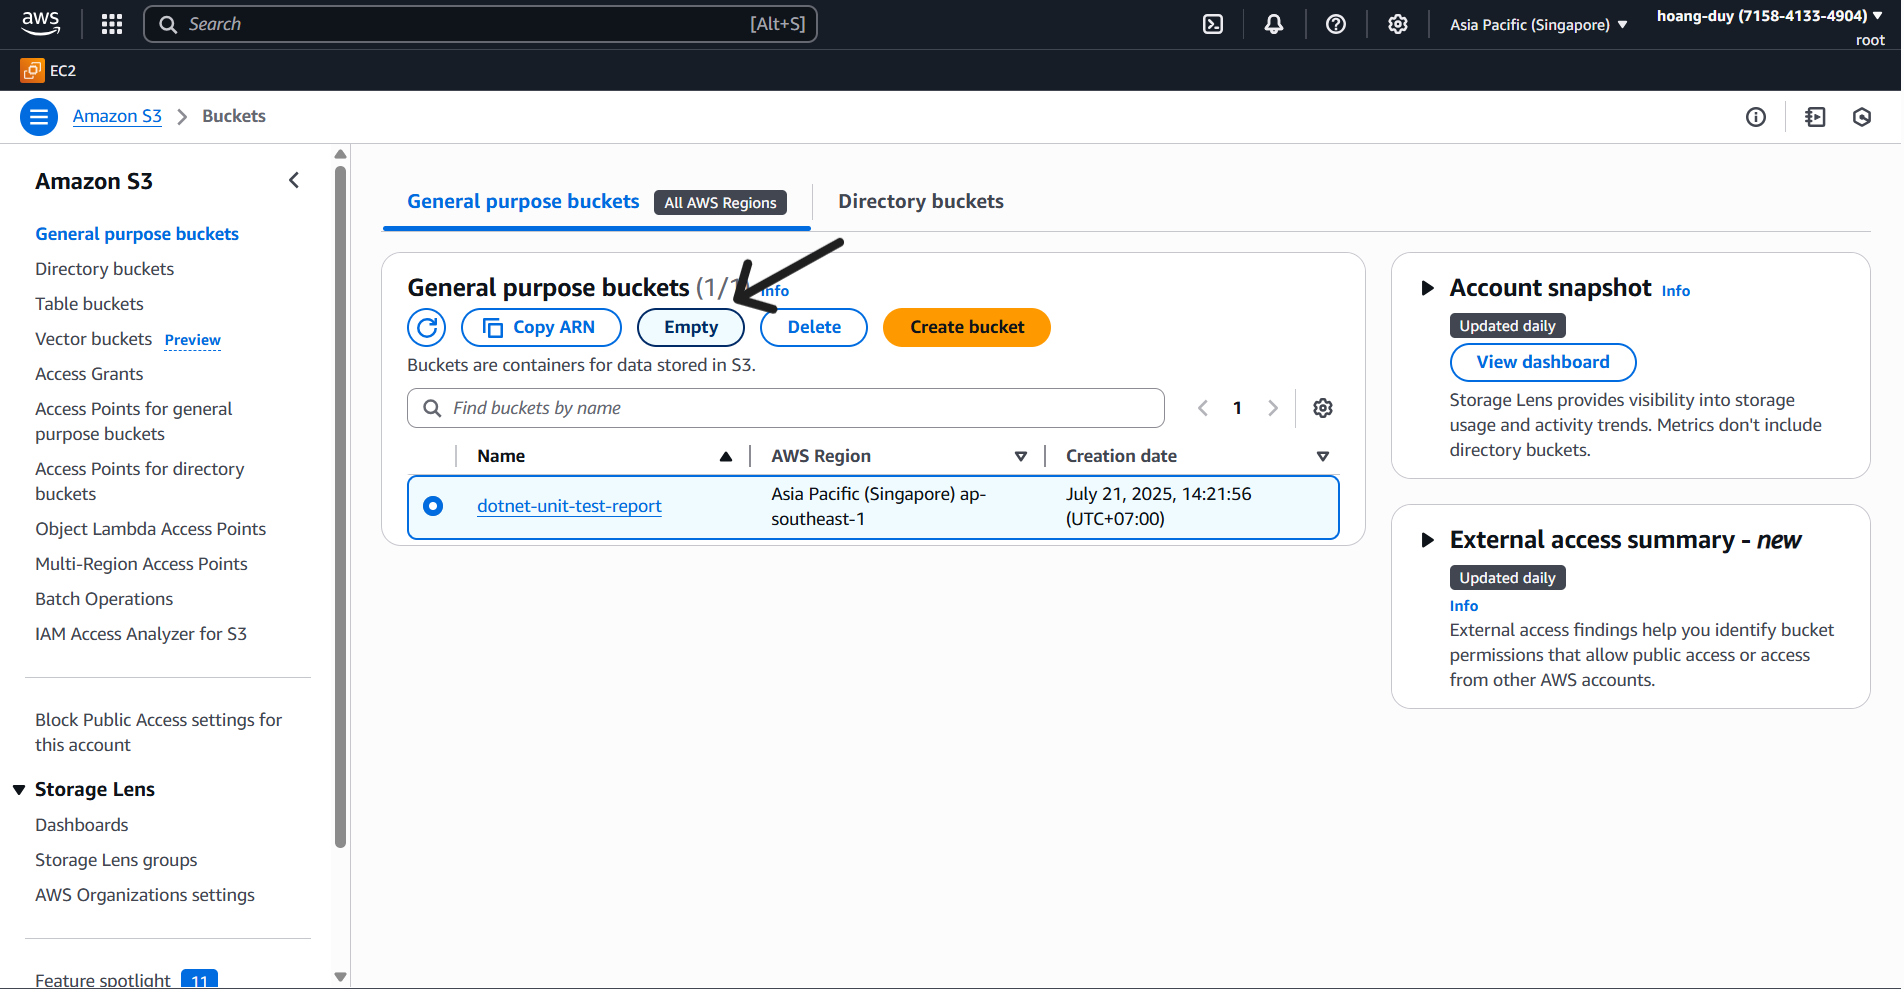 aws
Search
[Alt+S]
Asia Pacific (Singapore)
hoang-duy (7158-4133-4904)
root
EC2
Amazon S3
Buckets
Amazon S3
General purpose buckets
Directory buckets
Table buckets
Vector buckets Preview
Access Grants
Access Points for general
purpose buckets
Access Points for directory
buckets
Object Lambda Access Points
Multi-Region Access Points
Batch Operations
IAM Access Analyzer for S3
Block Public Access settings for
this account
Storage Lens
Dashboards
Storage Lens groups
AWS Organizations settings
Feature spotlight 11
General purpose buckets All AWS Regions
Directory buckets
General purpose buckets (1/1) Info
Copy ARN
Empty
Delete
Create bucket
Buckets are containers for data stored in S3.
Find buckets by name
1
Name
AWS Region
Creation date
dotnet-unit-test-report
Asia Pacific (Singapore) ap-
southeast-1
July 21, 2025, 14:21:56
(UTC+07:00)
Account snapshot Info
Updated daily
View dashboard
Storage Lens provides visibility into storage
usage and activity trends. Metrics don't include
directory buckets.
External access summary - new
Updated daily
Info
External access findings help you identify bucket
permissions that allow public access or access
from other AWS accounts.